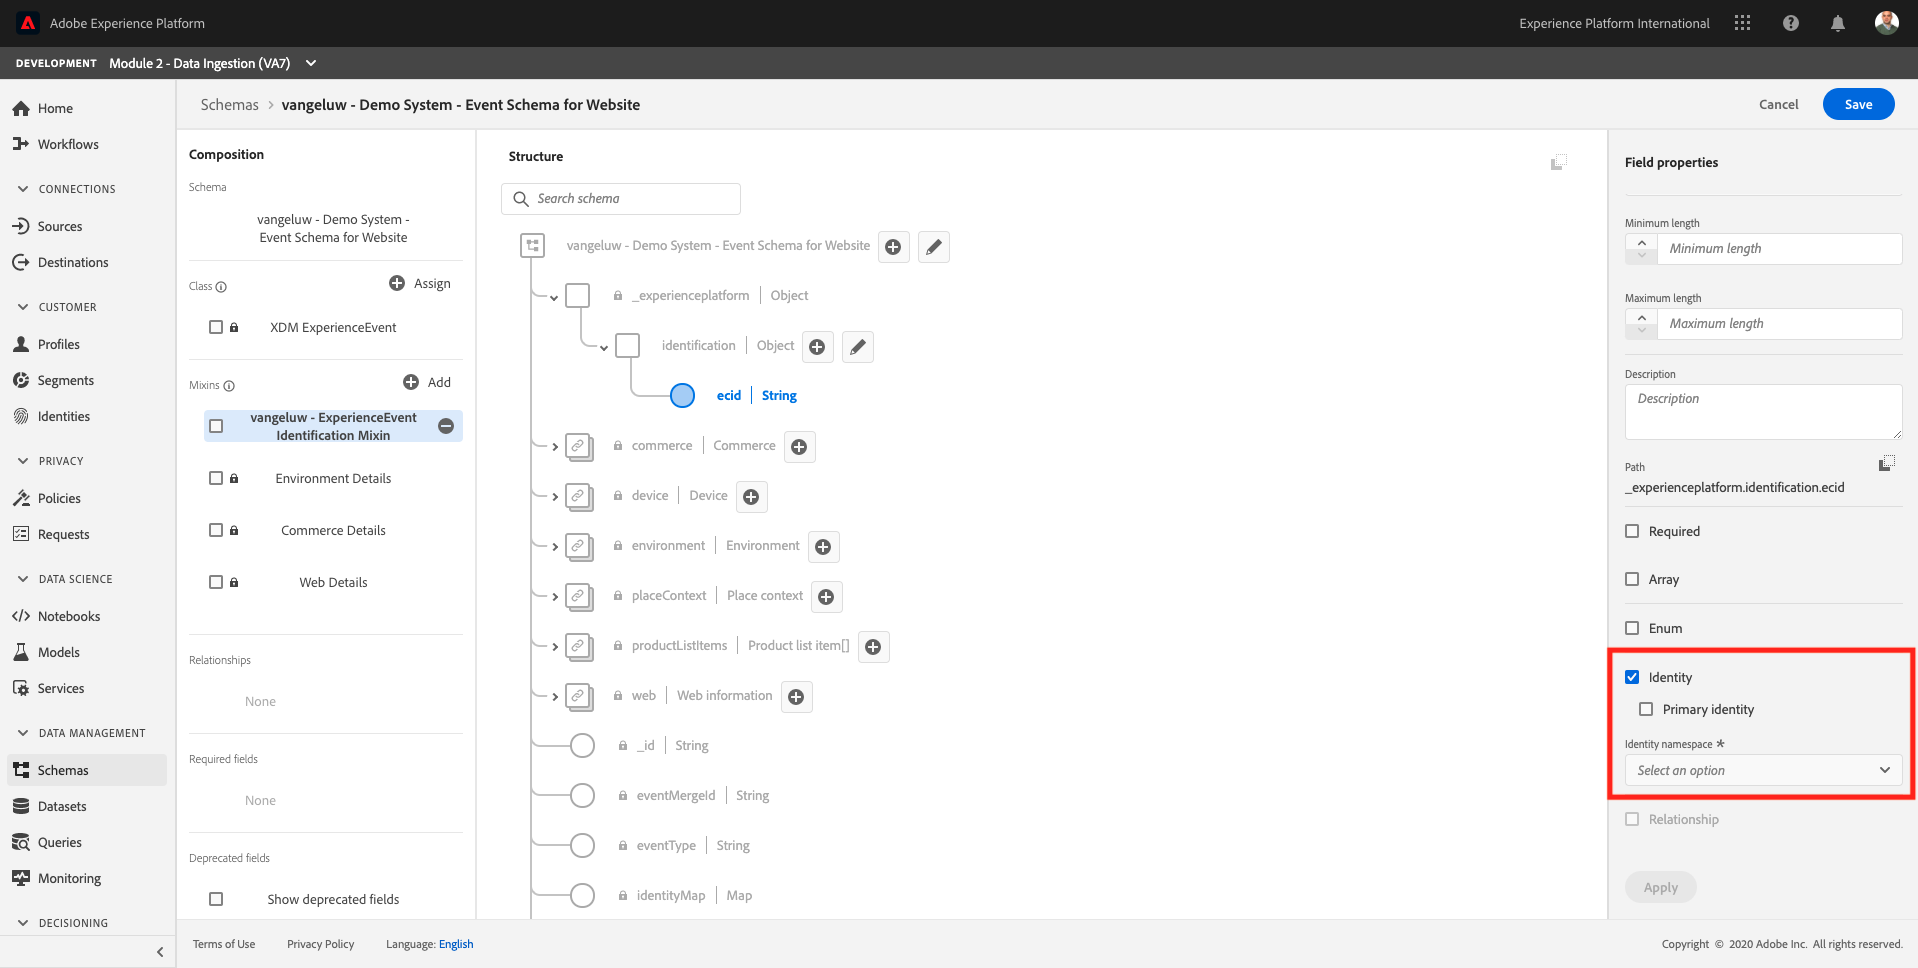 Adobe Experience Platform
Experience Platform International
DEVELOPMENT Module 2 - Data Ingestion (VA7)
Home
Workflows
CONNECTIONS
Sources
Destinations
CUSTOMER
Profiles
Segments
Identities
PRIVACY
Policies
Requests
DATA SCIENCE
Notebooks
Models
Services
DATA MANAGEMENT
Schemas
Datasets
Queries
Monitoring
DECISIONING
Schemas > vangeluw - Demo System - Event Schema for Website
Cancel
Save
Composition
Schema
vangeluw - Demo System -
Event Schema for Website
Class
Assign
XDM ExperienceEvent
Mixins
Add
vangeluw - ExperienceEvent
Identification Mixin
Environment Details
Commerce Details
Web Details
Relationships
None
Required fields
None
Deprecated fields
Show deprecated fields
Structure
Search schema
vangeluw - Demo System - Event Schema for Website
_experienceplatform | Object
identification | Object
ecid | String
commerce | Commerce
device | Device
environment | Environment
placeContext | Place context
productListItems | Product list item[]
web | Web information
_id | String
eventMergeId | String
eventType | String
identityMap | Map
Field properties
Minimum length
Minimum length
Maximum length
Maximum length
Description
Description
Path
_experienceplatform.identification.ecid
Required
Array
Enum
Identity
Primary identity
Identity namespace *
Select an option
Relationship
Apply
Terms of Use
Privacy Policy
Language: English
Copyright © 2020 Adobe Inc. All rights reserved.